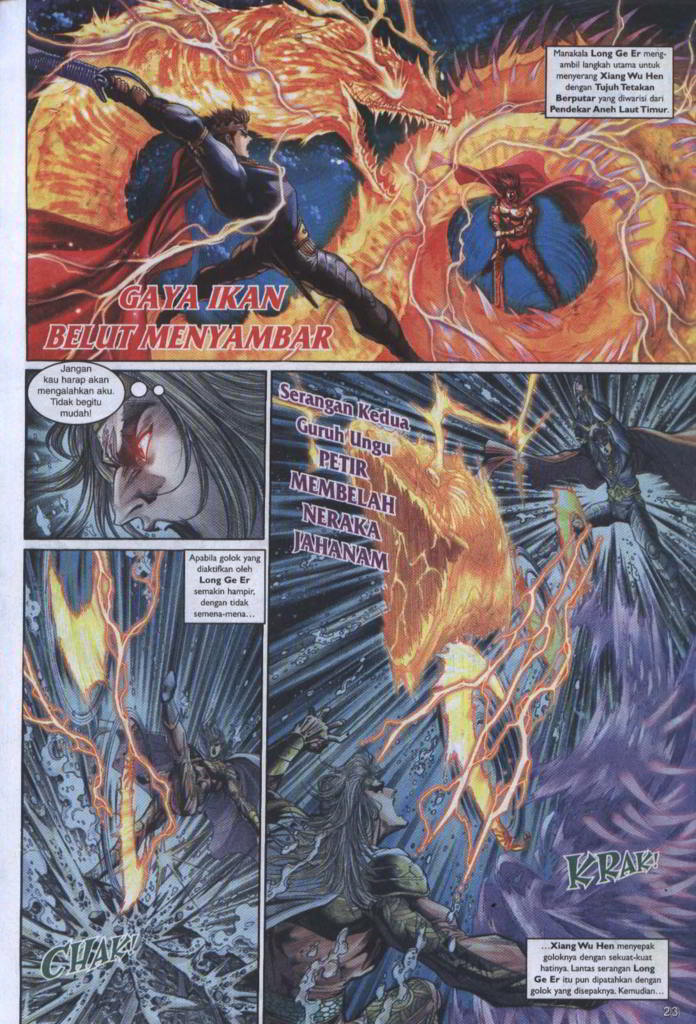 Manakala Long Ge Er meng-
ambil langkah utama untuk
menyerang Xiang Wu Hen
dengan Tujuh Tetakan
Berputar yang diwarisi dari
Pendekar Aneh Laut Timur.
GAYA IKAN
BELUT MENYAMBAR
Jangan
kau harap akan
mengalahkan aku.
Tidak begitu
mudah!
Serangan Kedua
Guruh Ungu
PETIR
MEMBELAH
NERAKA
JAHANAM
Apabila golok yang
diaktifkan oleh
Long Ge Er
semakin hampir,
dengan tidak
semena-mena...
CHAK!
KRAK!
...Xiang Wu Hen menyepak
goloknya dengan sekuat-kuat
hatinya. Lantas serangan Long
Ge Er itu pun dipatahkan dengan
golok yang disepaknya. Kemudian...
23